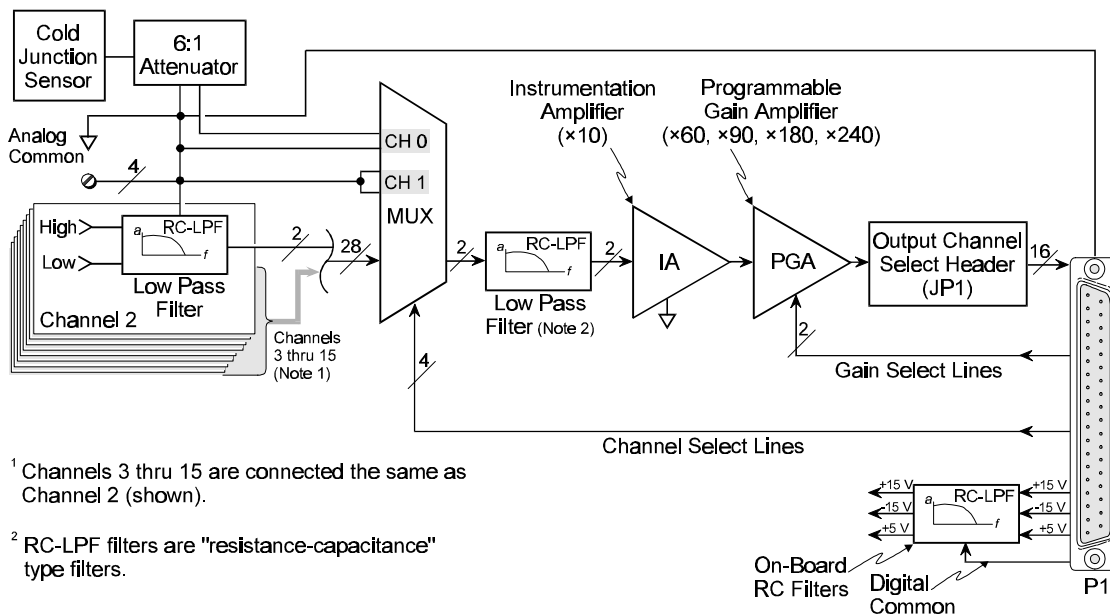 Cold
Junction
Sensor
6:1
Attenuator
Analog
Common
4
CH 0
CH 1
MUX
Instrumentation
Amplifier
(×10)
Programmable
Gain Amplifier
(×60, ×90, ×180, ×240)
High
Low
RC-LPF
a
f
Low Pass
Filter
Channel 2
2
28
Channels
3 thru 15
(Note 1)
2
RC-LPF
a
f
Low Pass
Filter (Note 2)
2
IA
PGA
Output Channel
Select Header
(JP1)
16
2
Gain Select Lines
4
Channel Select Lines
1 Channels 3 thru 15 are connected the same as
Channel 2 (shown).
2 RC-LPF filters are "resistance-capacitance"
type filters.
+15 V
-15 V
+5 V
RC-LPF
a
f
+15 V
-15 V
+5 V
On-Board
RC Filters
Digital
Common
P1